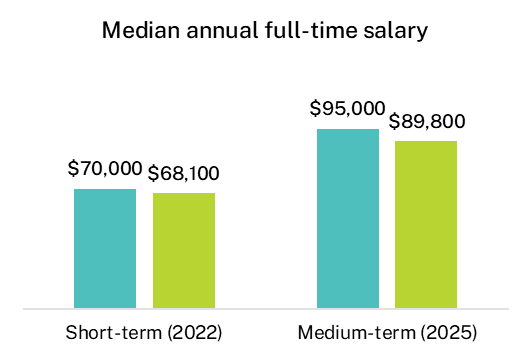 Median annual full-time salary
$95,000
$89,800
$70,000
$68,100
Short-term (2022)
Medium-term (2025)